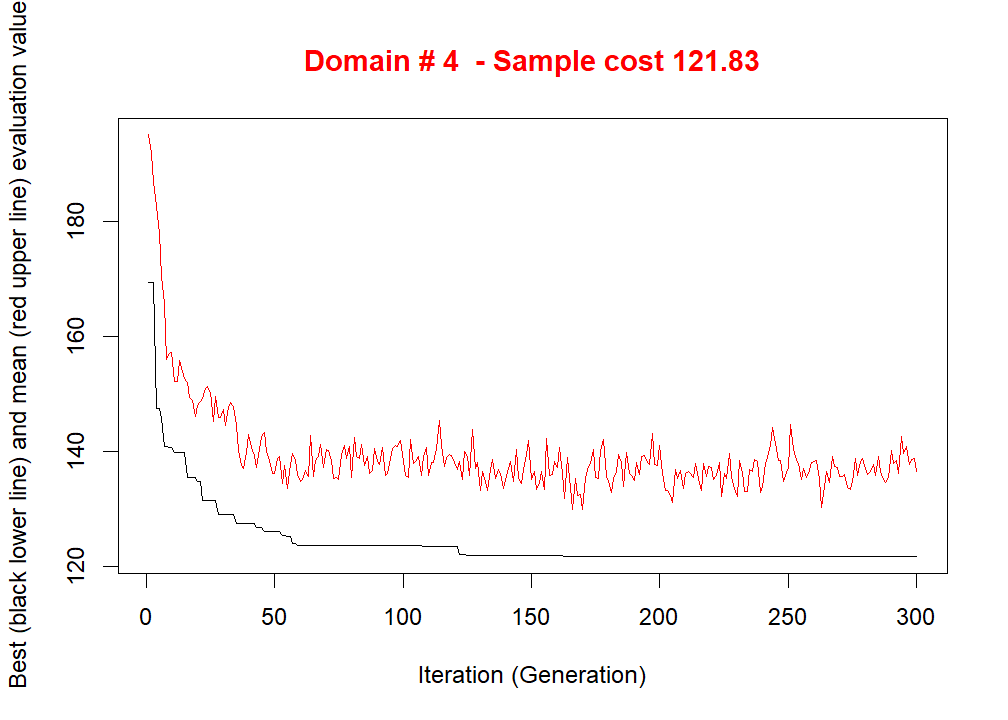 Domain # 4  - Sample cost 121.83
Best (black lower line) and mean (red upper line) evaluation value
180
160
140
120
0 50 100 150 200 250 300
Iteration (Generation)